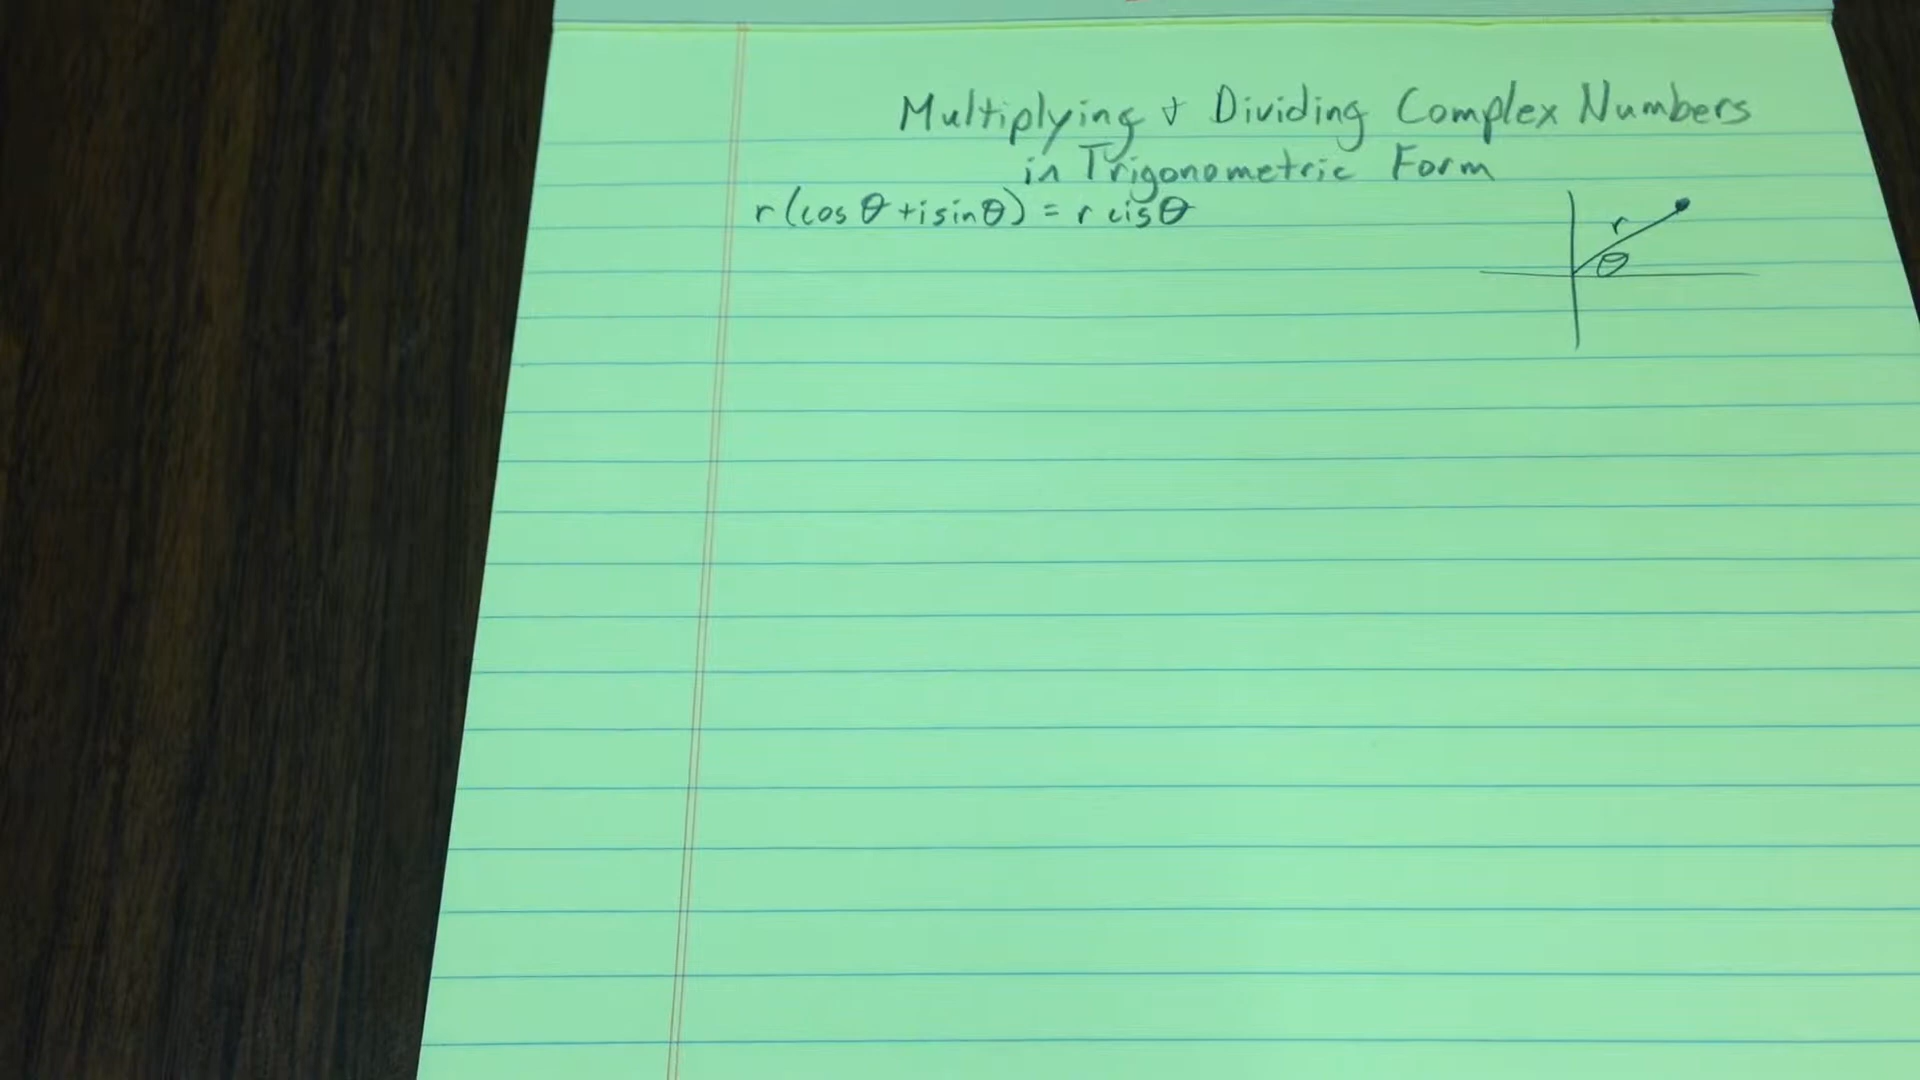 Multiplying & Dividing Complex Numbers
in Trigonometric Form
r(cos θ + i sin θ) = r cis θ
r
θ